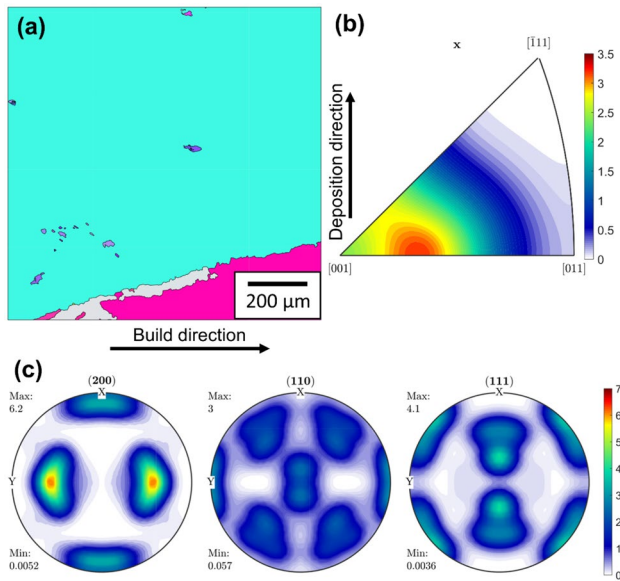 (a)
200 µm
Build direction
(b)
x
[1̅11]
Deposition direction
[001]
[011]
3.5
3
2.5
2
1.5
1
0.5
0
(c)
(200)
X
Y
Max:
6.2
Min:
0.0052
(110)
X
Y
Max:
3
Min:
0.057
(111)
X
Y
Max:
4.1
Min:
0.0036
7
6
5
4
3
2
1
0